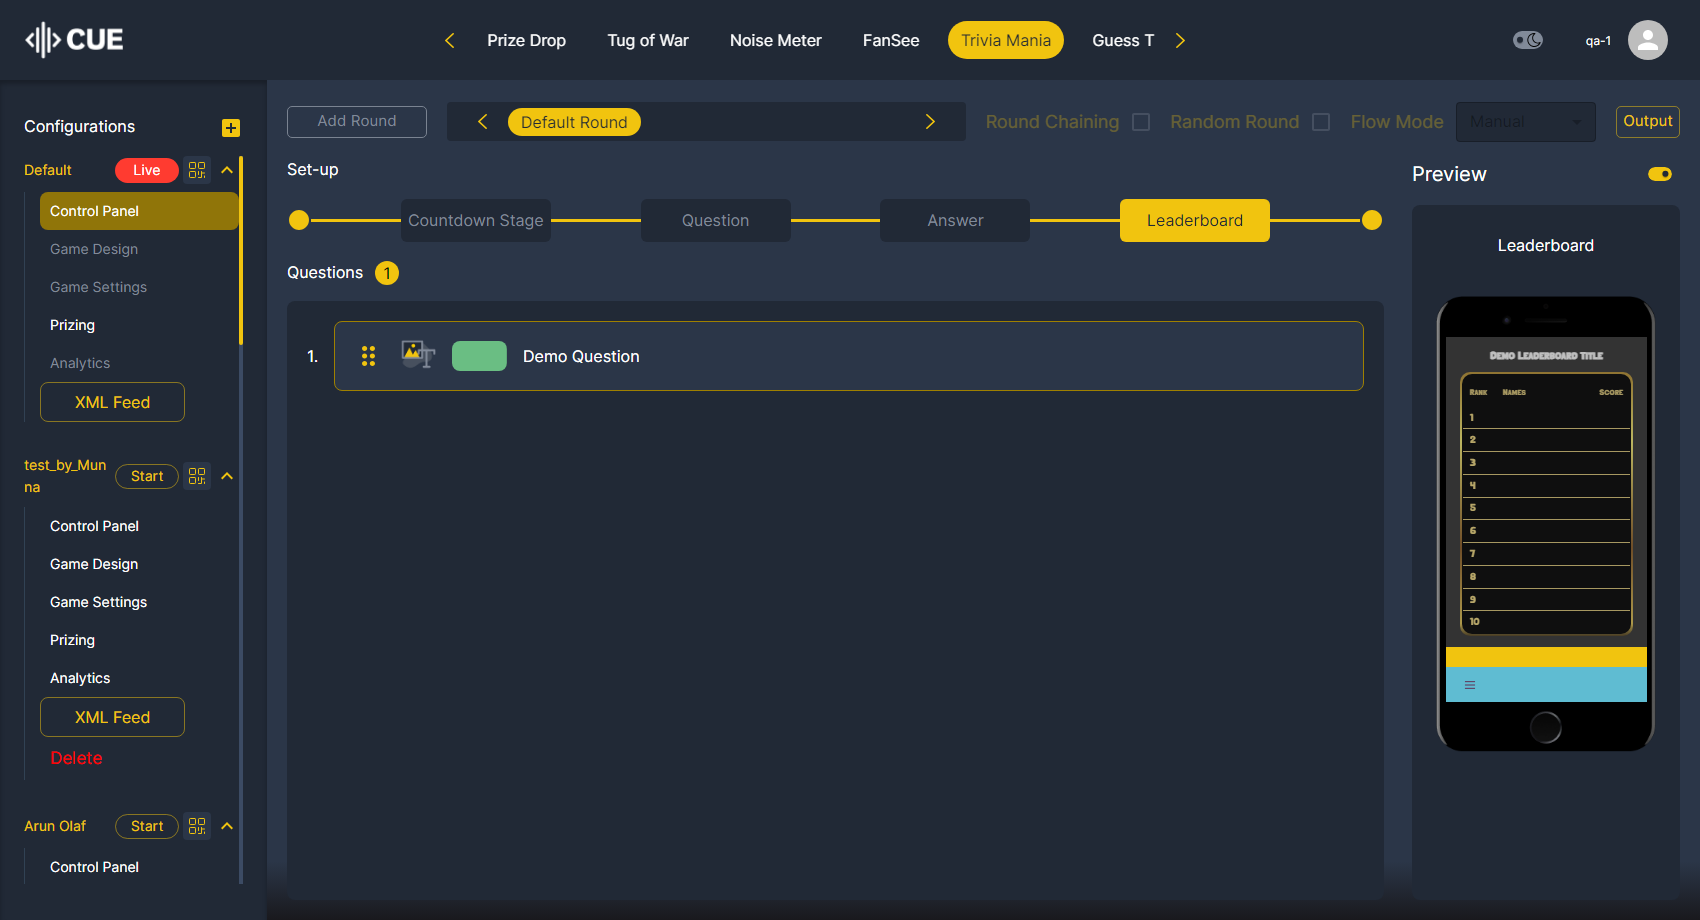 CUE
Prize Drop
Tug of War
Noise Meter
FanSee
Trivia Mania
Guess T
qa-1
Configurations
Default
Live
Control Panel
Game Design
Game Settings
Prizing
Analytics
XML Feed
test_by_Mun
na
Start
Control Panel
Game Design
Game Settings
Prizing
Analytics
XML Feed
Delete
Arun Olaf
Start
Control Panel
Add Round
Default Round
Round Chaining
Random Round
Flow Mode
Manual
Output
Set-up
Countdown Stage
Question
Answer
Leaderboard
Questions
1
1.
Demo Question
Preview
Leaderboard
Demo Leaderboard title
Rank Names Score
1
2
3
4
5
6
7
8
9
10